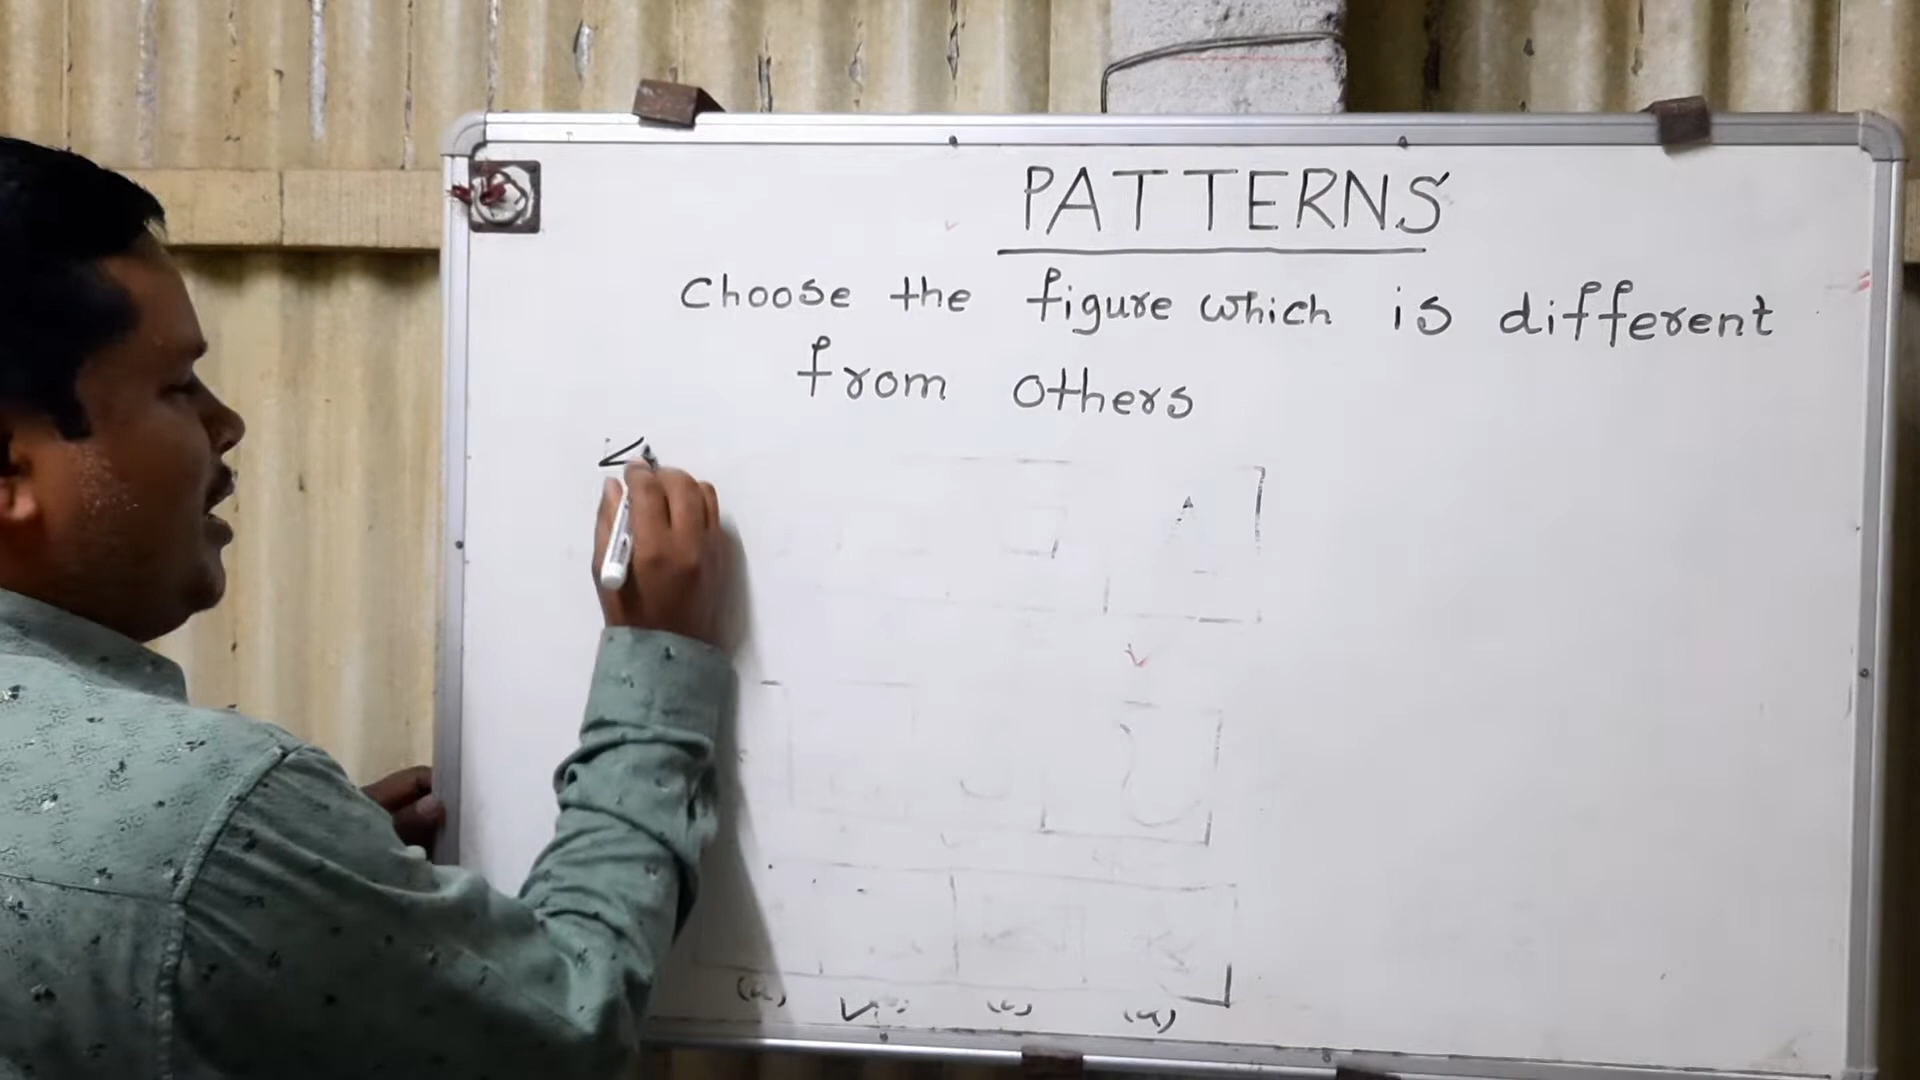 PATTERNS
Choose the figure which is different
from others
(a) (c) (d)